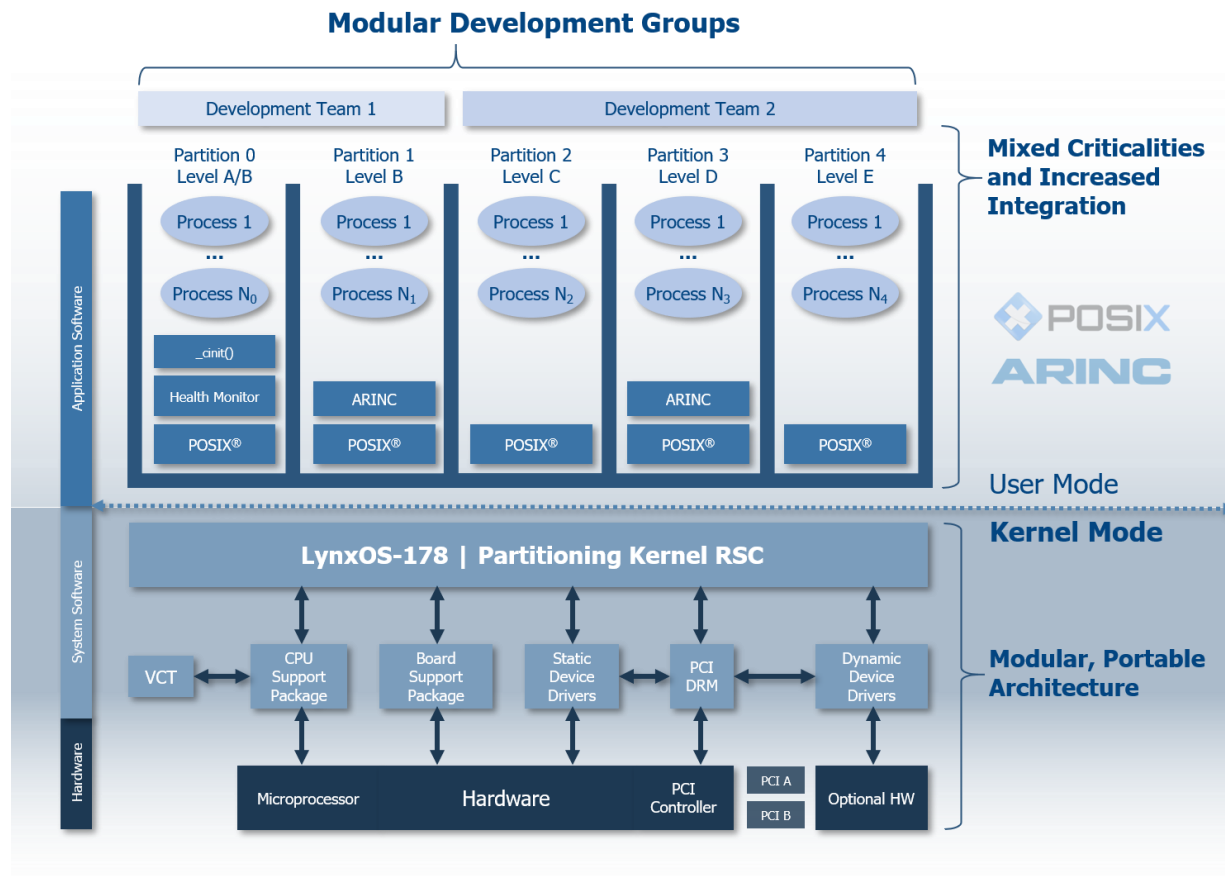 Modular Development Groups
Development Team 1
Development Team 2
Partition 0
Level A/B
Partition 1
Level B
Partition 2
Level C
Partition 3
Level D
Partition 4
Level E
Mixed Criticalities
and Increased
Integration
Application Software
Process 1
...
Process N₀
_cinit()
Health Monitor
POSIX®
Process 1
...
Process N₁
ARINC
POSIX®
Process 1
...
Process N₂
POSIX®
Process 1
...
Process N₃
ARINC
POSIX®
Process 1
...
Process N₄
POSIX®
POSIX
ARINC
User Mode
Kernel Mode
System Software
LynxOS-178 | Partitioning Kernel RSC
VCT
CPU
Support
Package
Board
Support
Package
Static
Device
Drivers
PCI
DRM
Dynamic
Device
Drivers
Modular, Portable
Architecture
Hardware
Microprocessor
Hardware
PCI
Controller
PCI A
PCI B
Optional HW